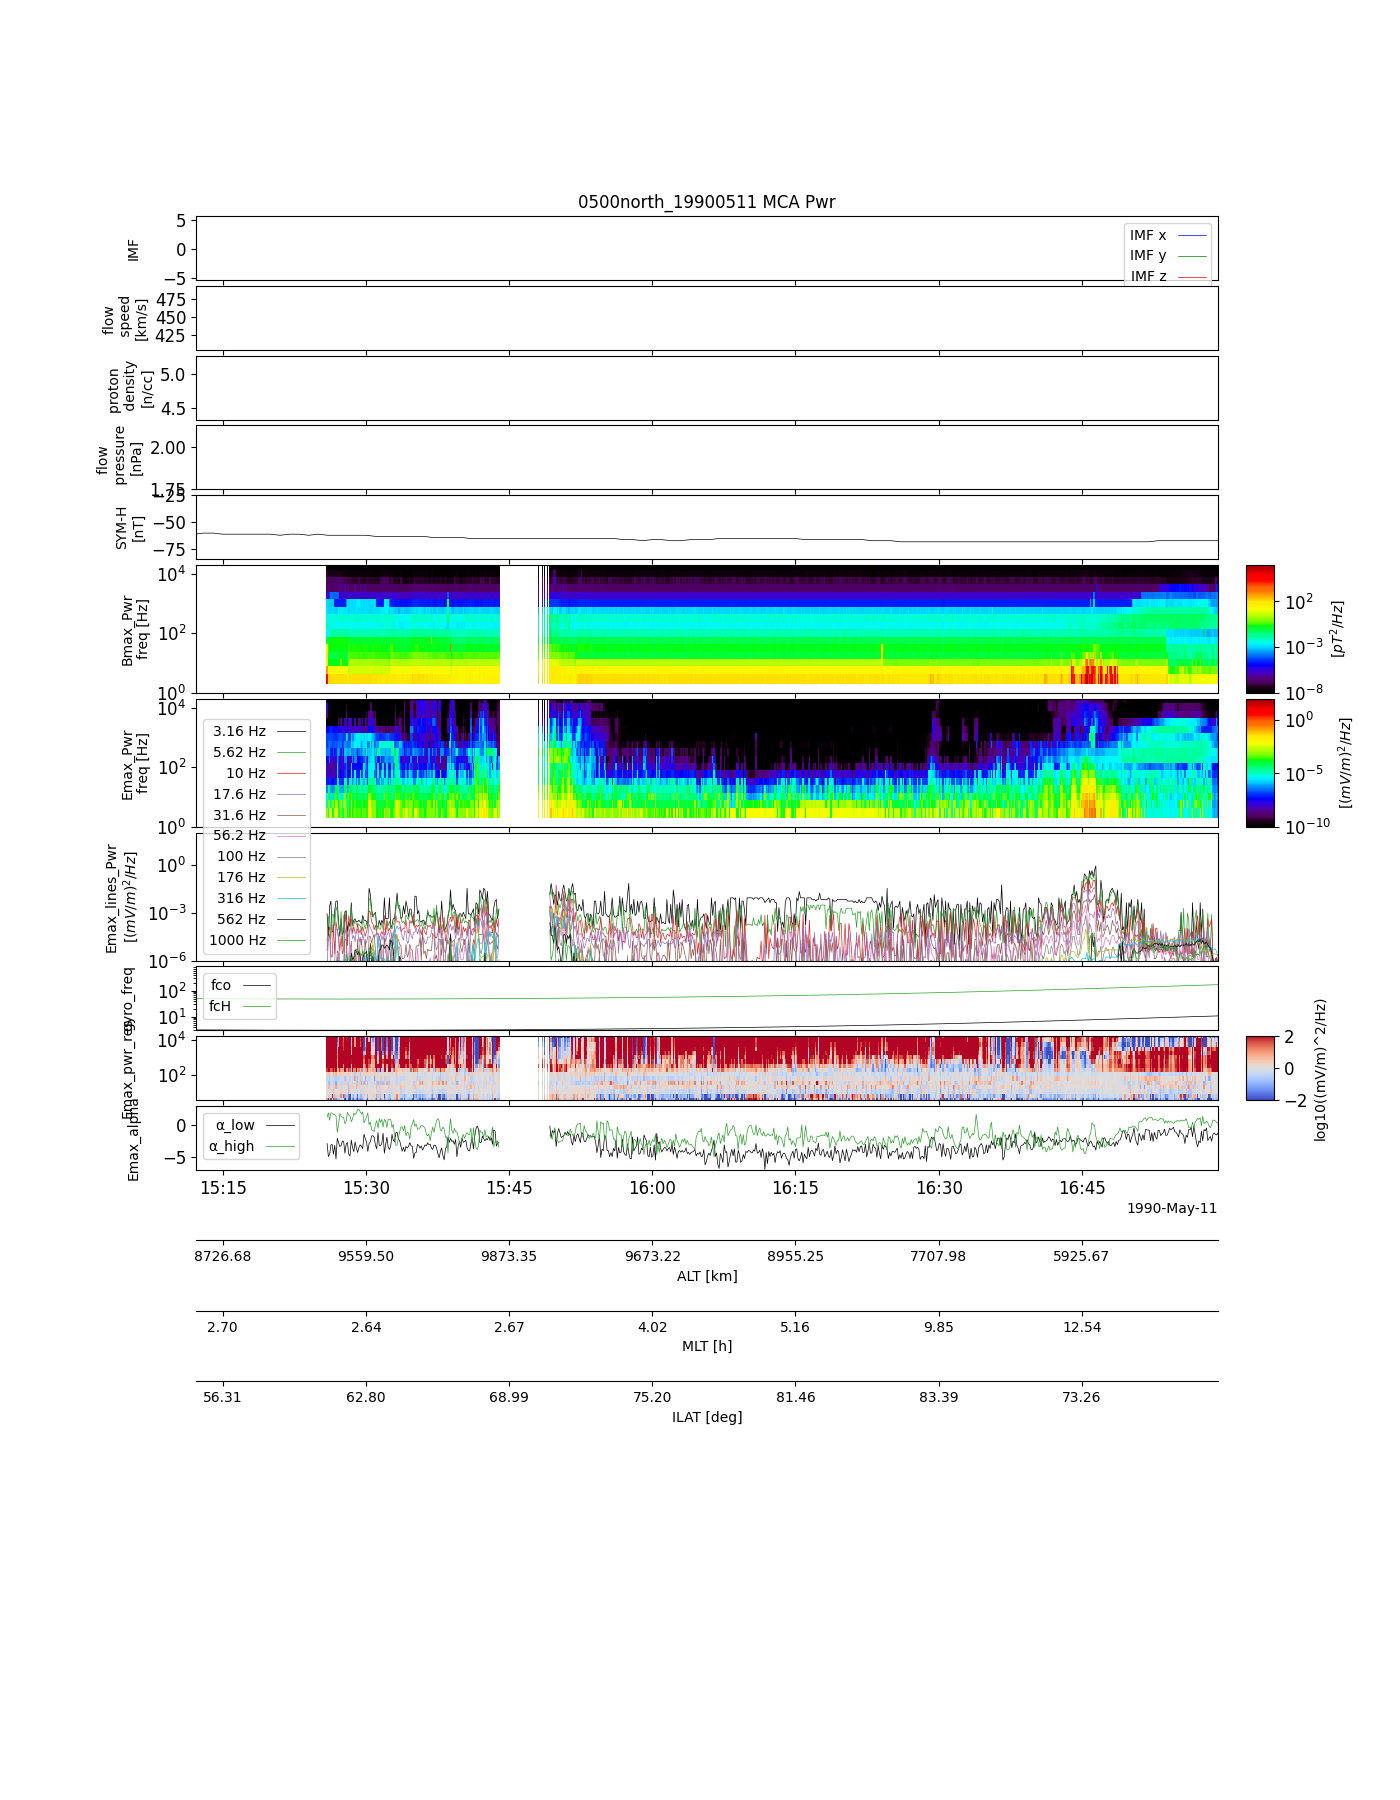 0500north_19900511 MCA Pwr
5
0
−5
IMF
IMF x
IMF y
IMF z
475
450
425
flow
speed
[km/s]
5.0
4.5
proton
density
[n/cc]
2.00
1.75
flow
pressure
[nPa]
−25
−50
−75
SYM-H
[nT]
10^4
10^2
10^0
Bmax_Pwr
freq [Hz]
10^2
10^−3
10^−8
[pT^2/Hz]
10^4
10^2
10^0
Emax_Pwr
freq [Hz]
10^0
10^−5
10^−10
[(mV/m)^2/Hz]
3.16 Hz
5.62 Hz
10 Hz
17.6 Hz
31.6 Hz
56.2 Hz
100 Hz
176 Hz
316 Hz
562 Hz
1000 Hz
10^0
10^−3
10^−6
Emax_lines_Pwr
[(mV/m)^2/Hz]
10^2
10^1
gyro_freq
fco
fcH
10^4
10^2
Emax_pwr_reg
2
0
−2
log10((mV/m)^2/Hz)
0
−5
Emax_alpha
α_low
α_high
15:15 15:30 15:45 16:00 16:15 16:30 16:45
1990-May-11
8726.68 9559.50 9873.35 9673.22 8955.25 7707.98 5925.67
ALT [km]
2.70 2.64 2.67 4.02 5.16 9.85 12.54
MLT [h]
56.31 62.80 68.99 75.20 81.46 83.39 73.26
ILAT [deg]